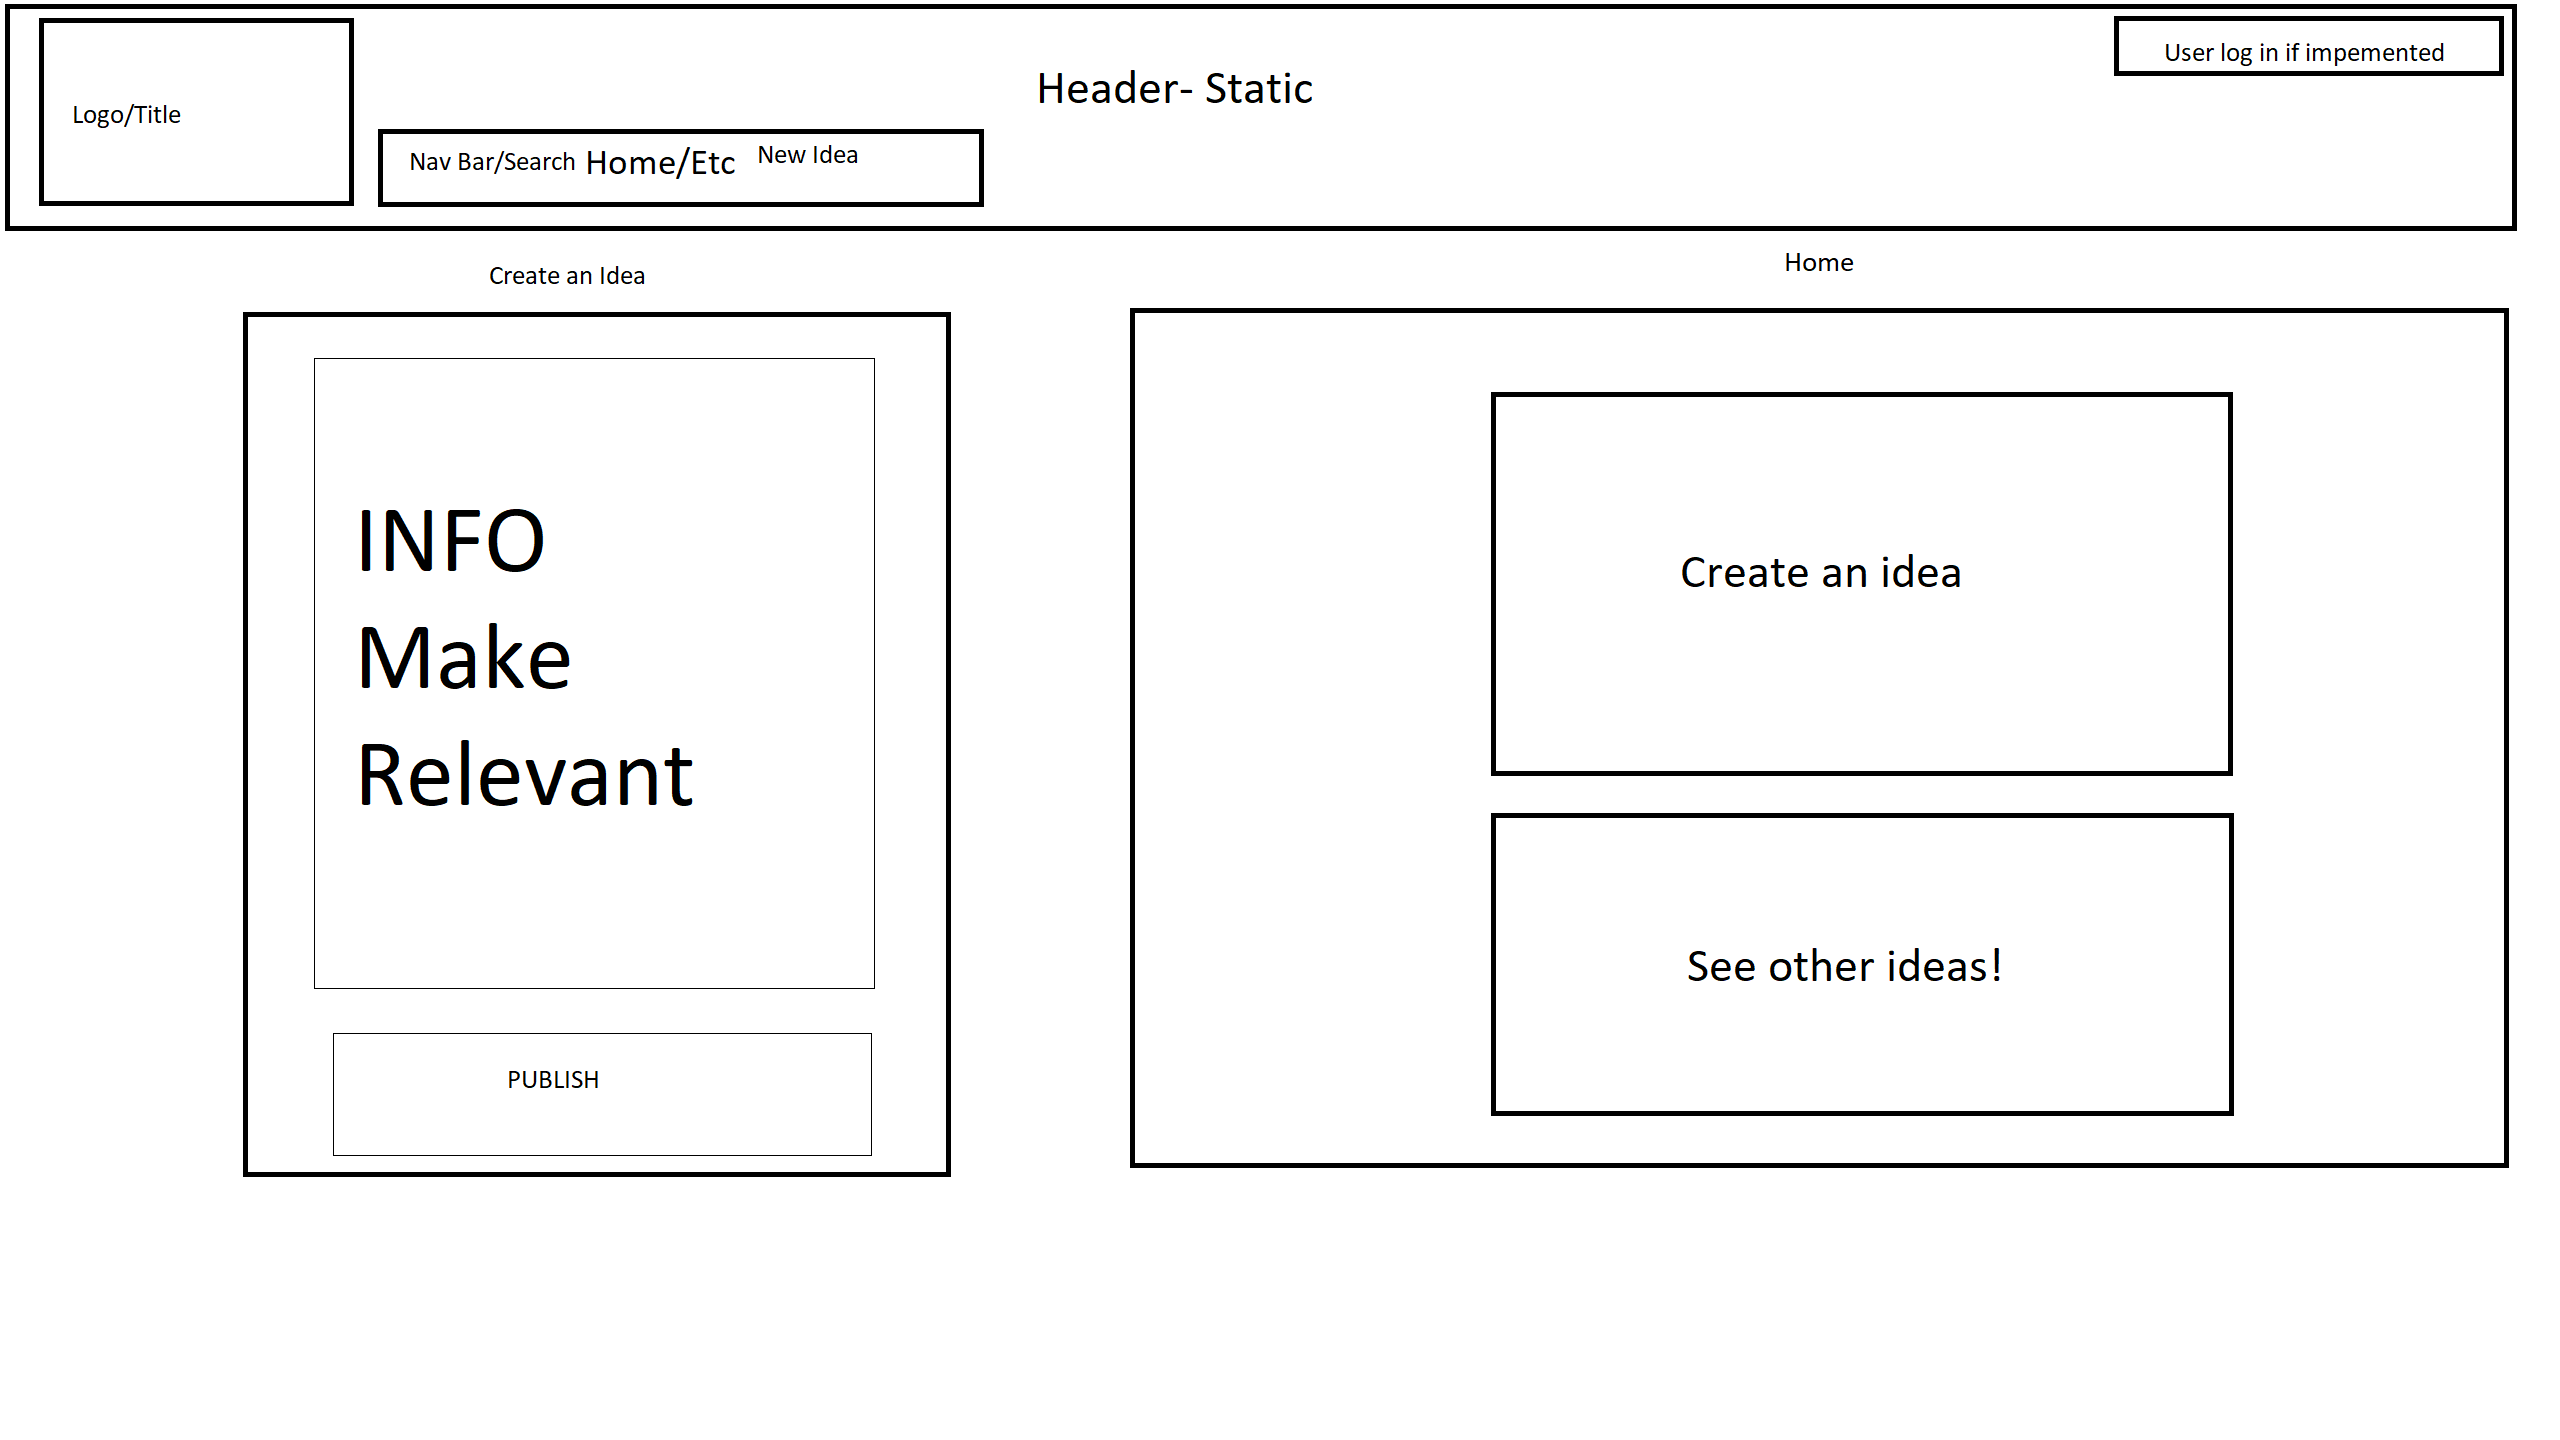 User log in if impemented
Header- Static
Logo/Title
Nav Bar/Search Home/Etc New Idea
Create an Idea
Home
INFO
Make
Relevant
PUBLISH
Create an idea
See other ideas!